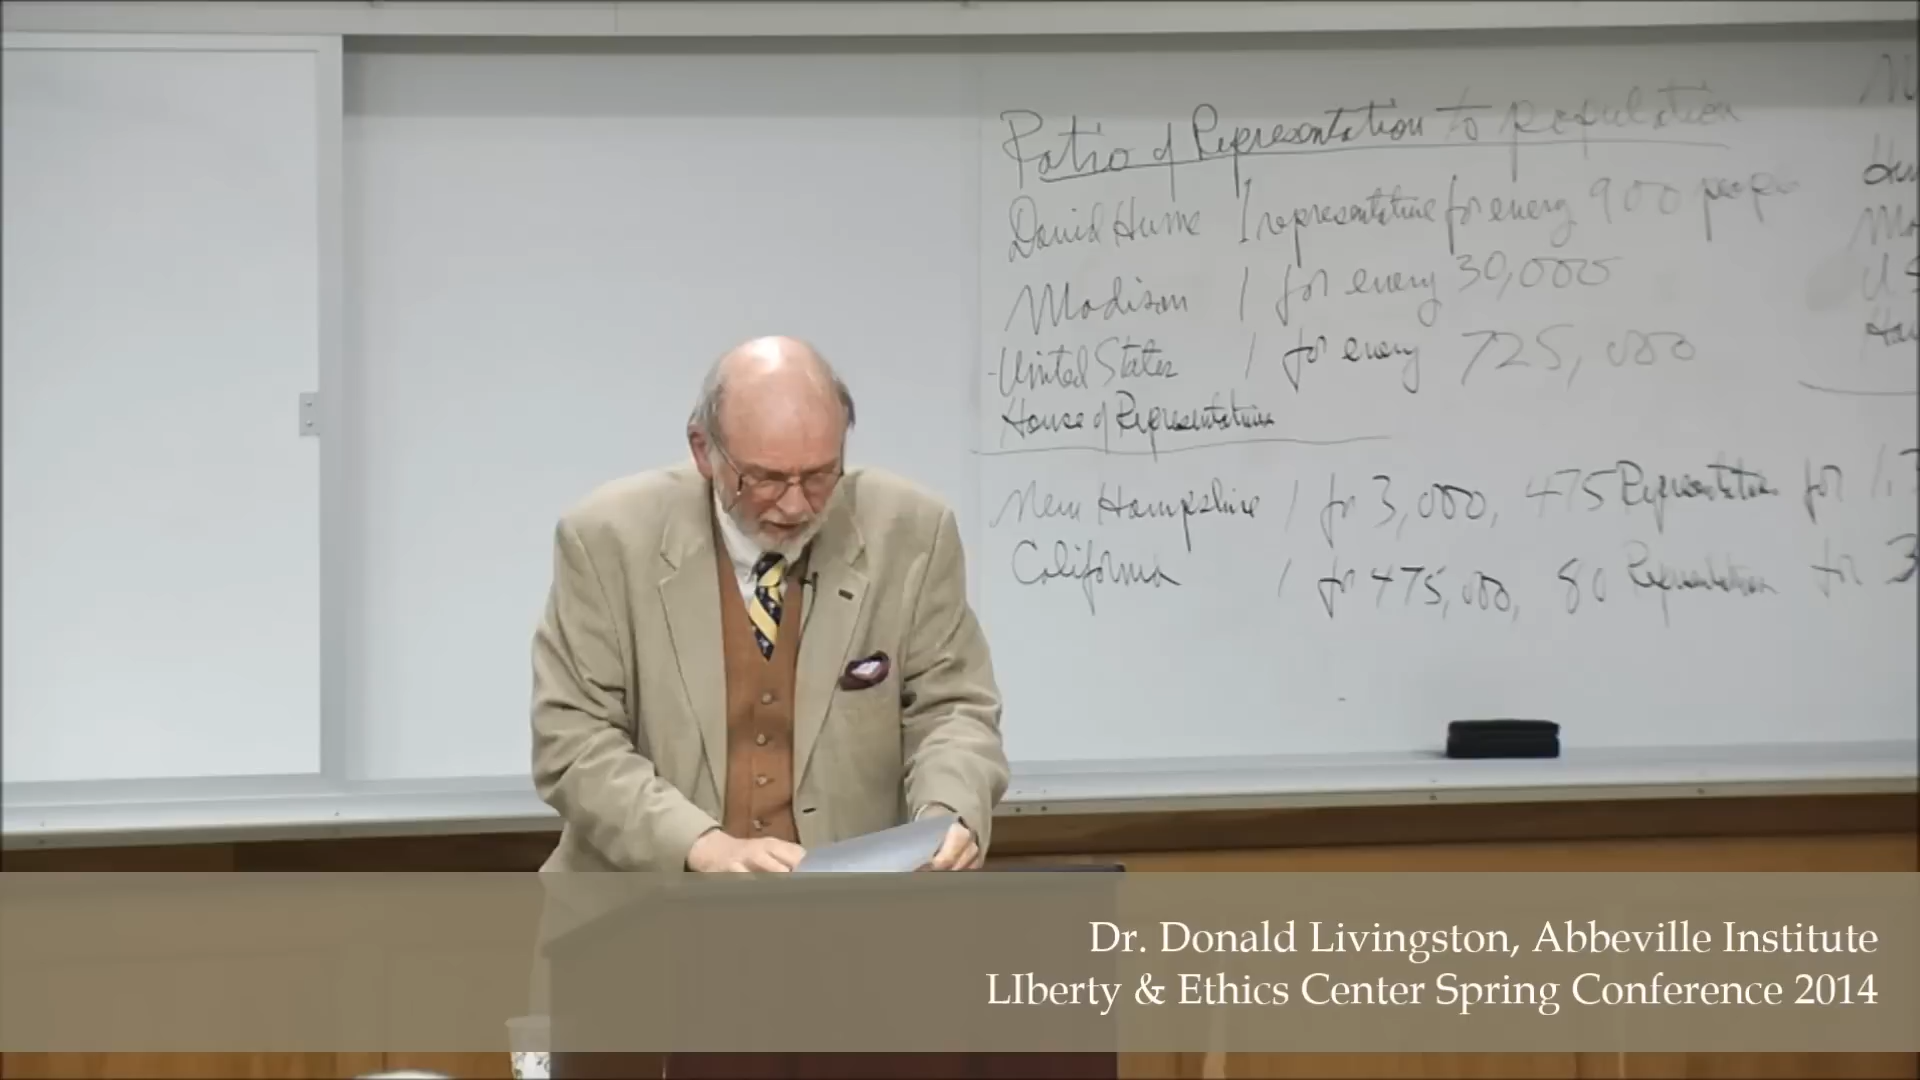 Ratio of Representation to population
David Hume 1 representative for every 900 people
Madison 1 for every 30,000
United States 1 for every 725,000
House of Representatives
New Hampshire 1 for 3,000, 475 Representatives for 1.3
California 1 for 475,000, 80 Representatives for 3
Dr. Donald Livingston, Abbeville Institute
LIberty & Ethics Center Spring Conference 2014